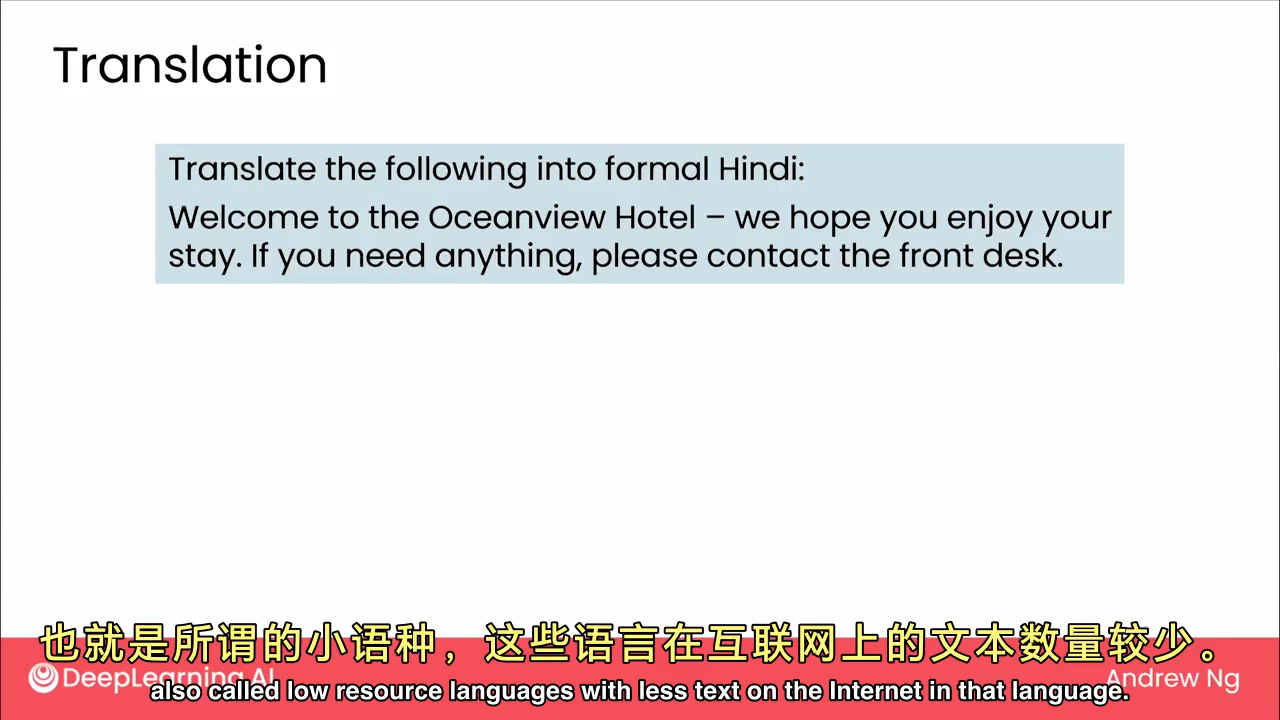 Translation
Translate the following into formal Hindi:
Welcome to the Oceanview Hotel – we hope you enjoy your
stay. If you need anything, please contact the front desk.
也就是所谓的小语种，这些语言在互联网上的文本数量较少。
DeepLearning.AI
also called low resource languages with less text on the Internet in that language.
Andrew Ng